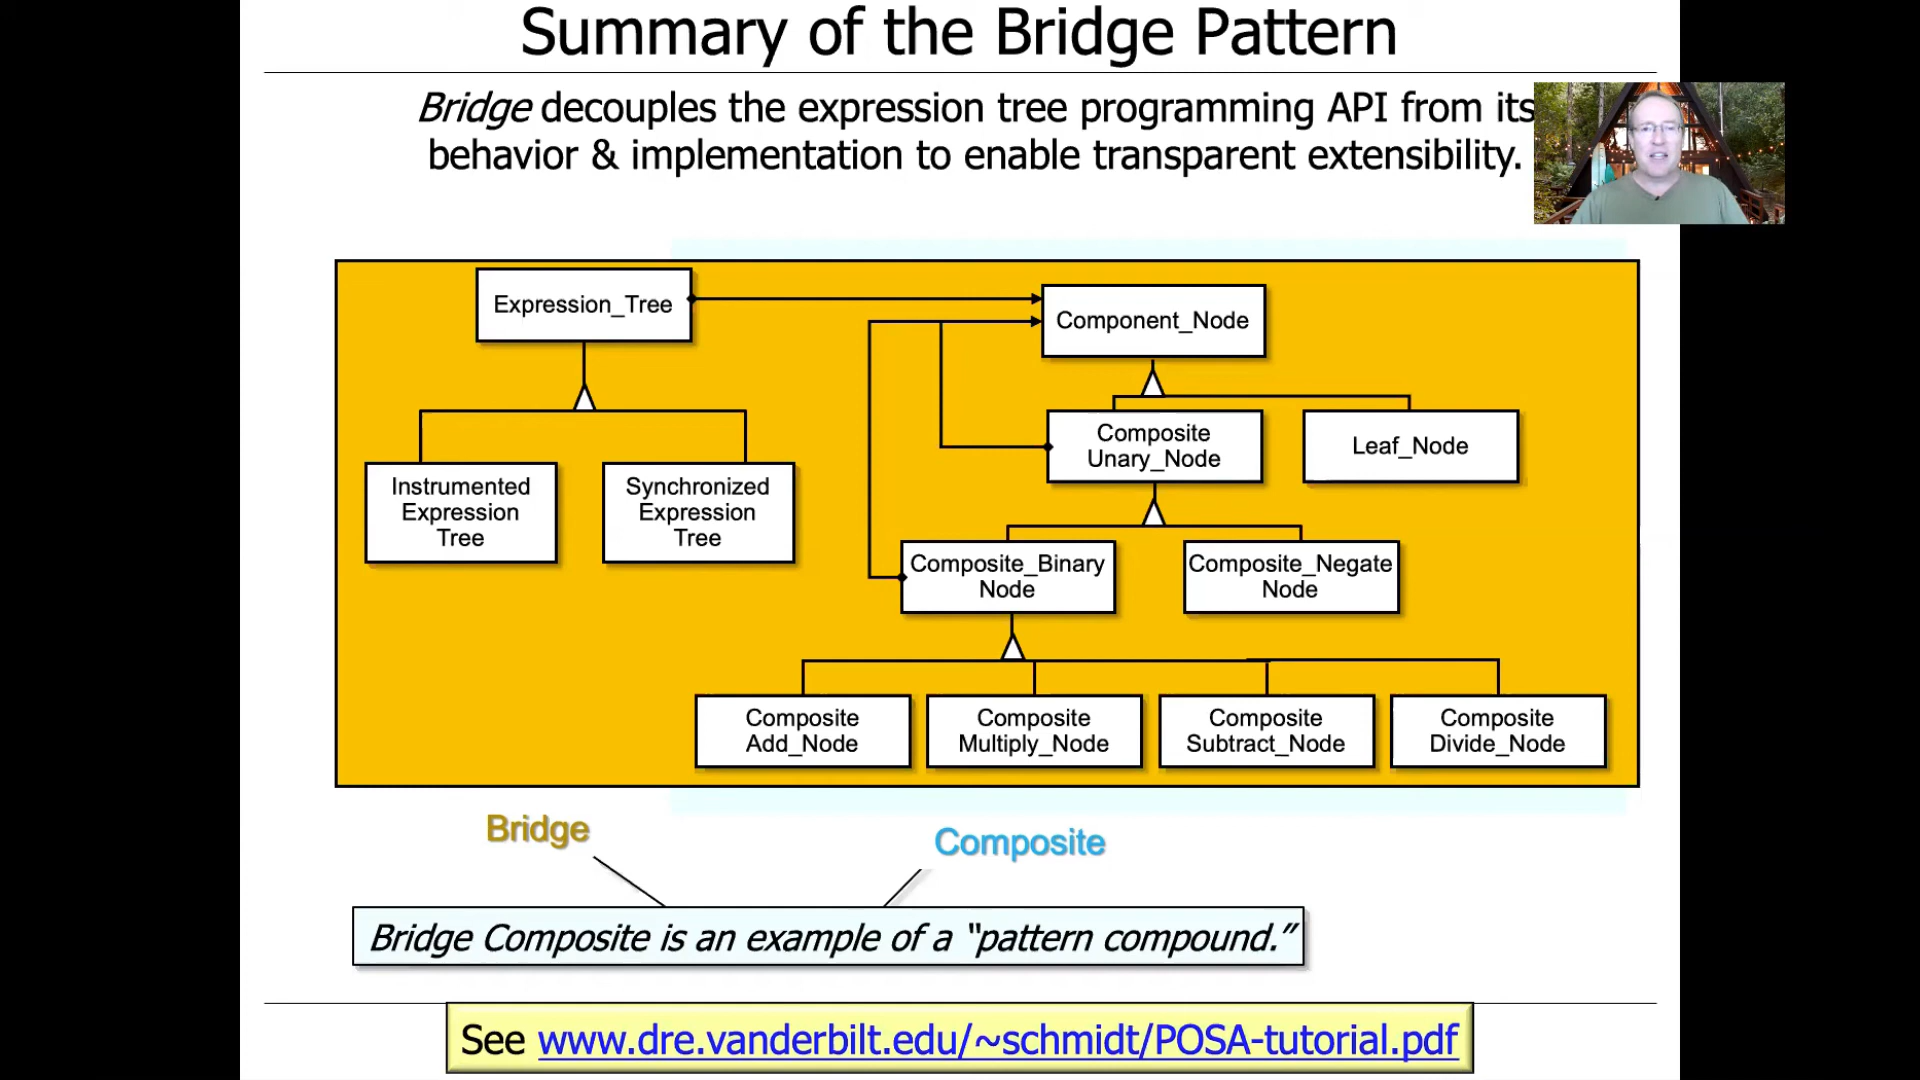 Summary of the Bridge Pattern
Bridge decouples the expression tree programming API from its
behavior & implementation to enable transparent extensibility.
Expression_Tree
Component_Node
Composite
Unary_Node
Leaf_Node
Instrumented
Expression
Tree
Synchronized
Expression
Tree
Composite_Binary
Node
Composite_Negate
Node
Composite
Add_Node
Composite
Multiply_Node
Composite
Subtract_Node
Composite
Divide_Node
Bridge
Composite
Bridge Composite is an example of a “pattern compound.”
See www.dre.vanderbilt.edu/~schmidt/POSA-tutorial.pdf